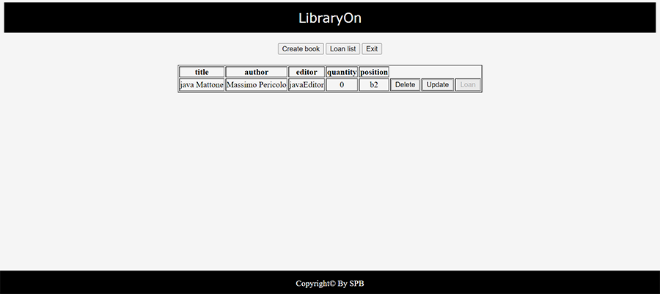 LibraryOn
Create book Loan list Exit
title author editor quantity position
java Mattone Massimo Pericolo javaEditor 0 b2 Delete Update Loan
Copyright© By SPB